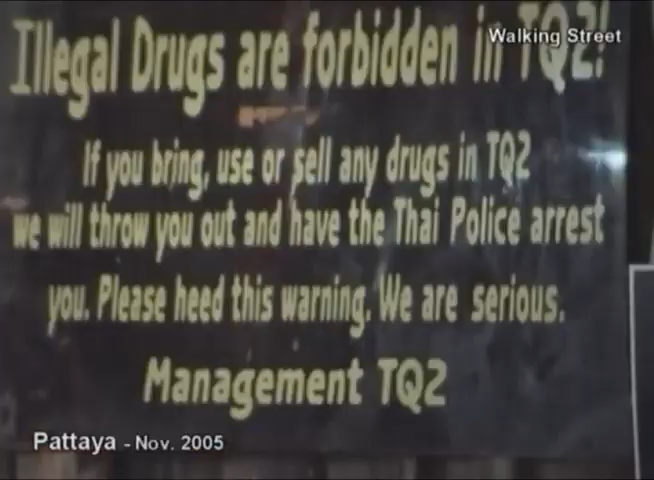 Walking Street
Illegal Drugs are forbidden in TQ2!
If you bring, use or sell any drugs in TQ2
we will throw you out and have the Thai Police arrest
you. Please heed this warning. We are serious.
Management TQ2
Pattaya - Nov. 2005